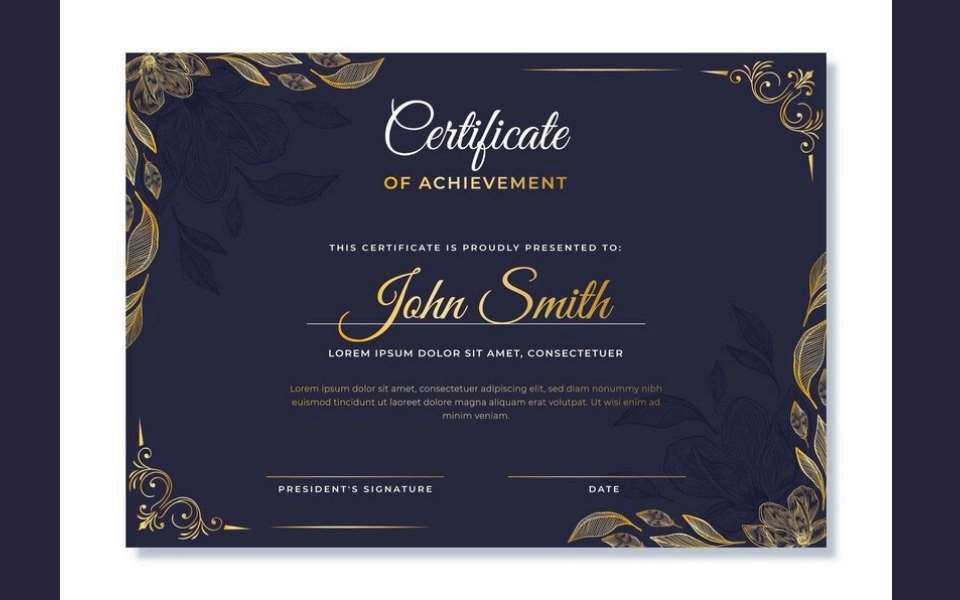 Certificate
OF ACHIEVEMENT
THIS CERTIFICATE IS PROUDLY PRESENTED TO:
John Smith
LOREM IPSUM DOLOR SIT AMET, CONSECTETUER
Lorem ipsum dolor sit amet, consectetuer adipiscing elit, sed diam nonummy nibh
euismod tincidunt ut laoreet dolore magna aliquam erat volutpat. Ut wisi enim ad
minim veniam.
PRESIDENT'S SIGNATURE
DATE